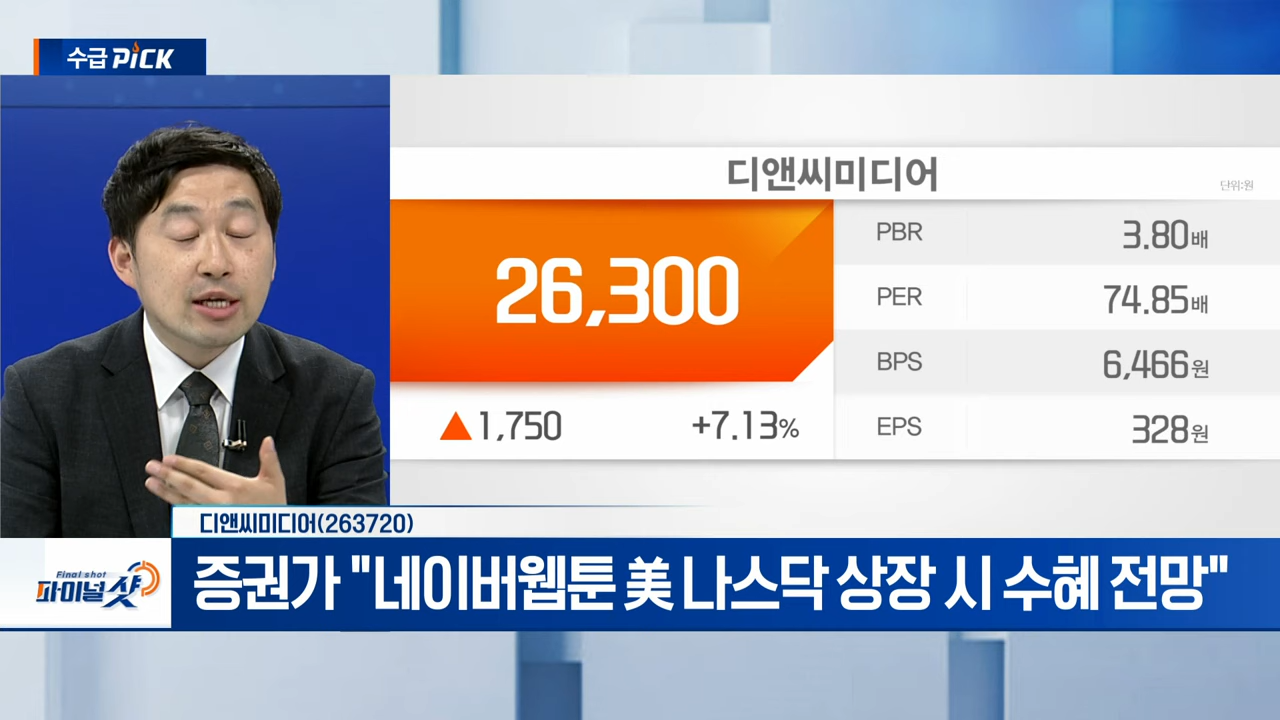 수급 PiCK
디앤씨미디어
단위:원
26,300
▲1,750 +7.13%
PBR 3.80배
PER 74.85배
BPS 6,466원
EPS 328원
디앤씨미디어(263720)
Final shot
파이널샷
증권가 "네이버웹툰 美 나스닥 상장 시 수혜 전망"